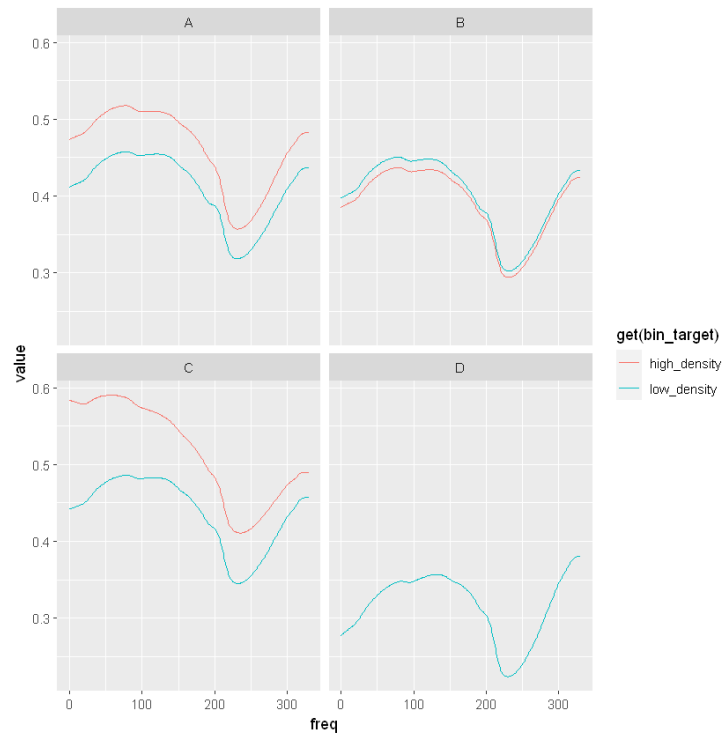 A
B
0.6
0.5
0.4
0.3
value
C
D
0.6
0.5
0.4
0.3
0 100 200 300
0 100 200 300
freq
get(bin_target)
high_density
low_density